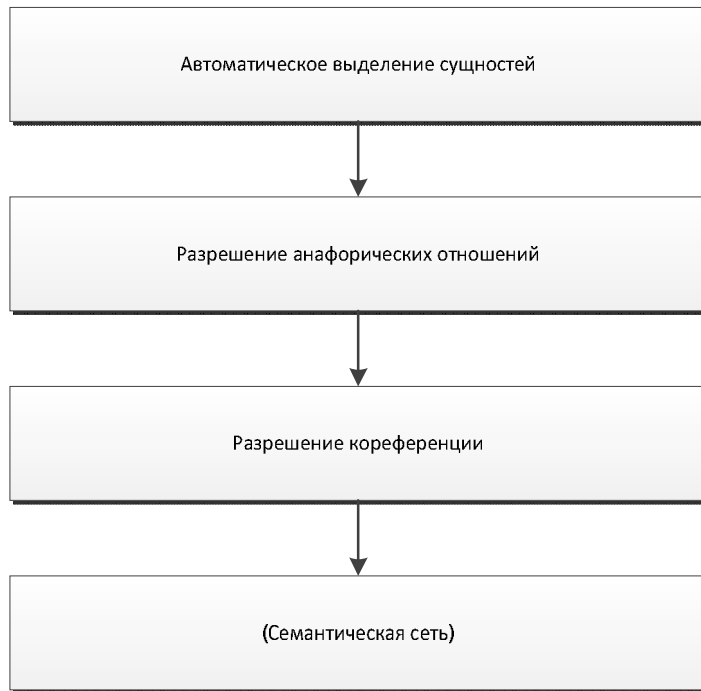 Автоматическое выделение сущностей
Разрешение анафорических отношений
Разрешение кореференции
(Семантическая сеть)